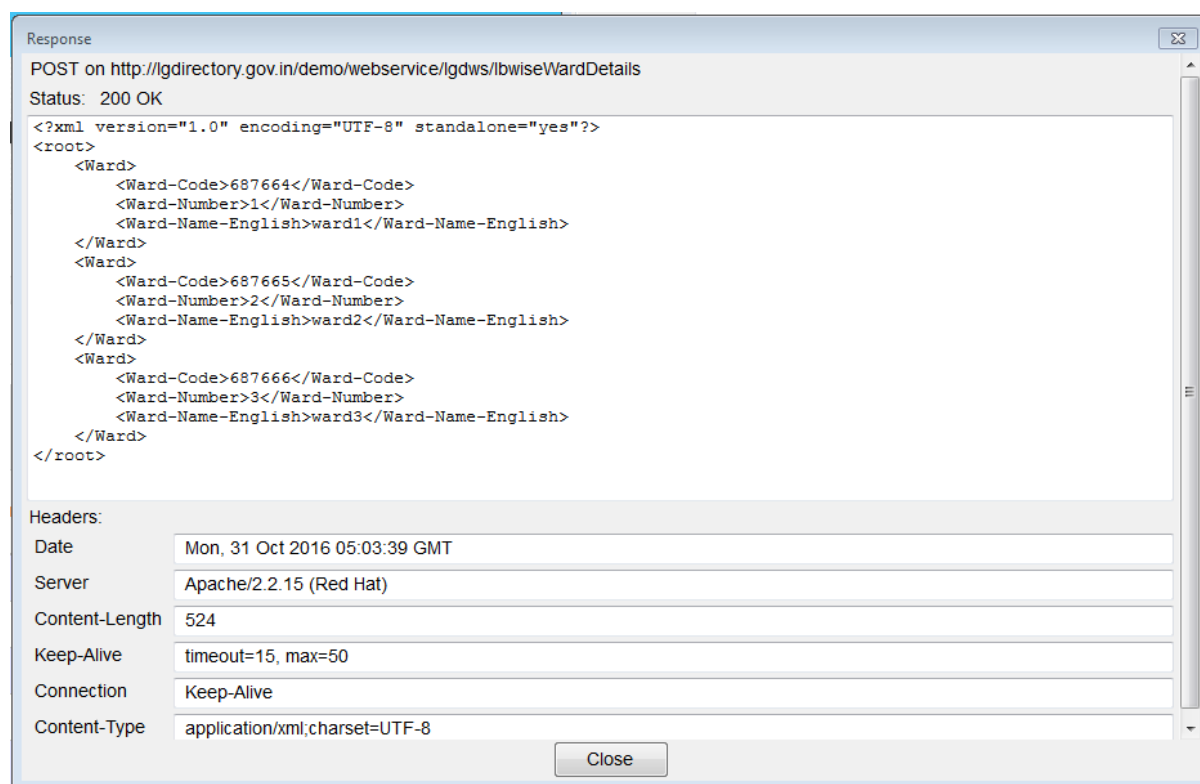 Response
POST on http://lgdirectory.gov.in/demo/webservice/lgdws/lbwiseWardDetails
Status: 200 OK
<?xml version="1.0" encoding="UTF-8" standalone="yes"?>
<root>
    <Ward>
        <Ward-Code>687664</Ward-Code>
        <Ward-Number>1</Ward-Number>
        <Ward-Name-English>ward1</Ward-Name-English>
    </Ward>
    <Ward>
        <Ward-Code>687665</Ward-Code>
        <Ward-Number>2</Ward-Number>
        <Ward-Name-English>ward2</Ward-Name-English>
    </Ward>
    <Ward>
        <Ward-Code>687666</Ward-Code>
        <Ward-Number>3</Ward-Number>
        <Ward-Name-English>ward3</Ward-Name-English>
    </Ward>
</root>
Headers:
Date Mon, 31 Oct 2016 05:03:39 GMT
Server Apache/2.2.15 (Red Hat)
Content-Length 524
Keep-Alive timeout=15, max=50
Connection Keep-Alive
Content-Type application/xml;charset=UTF-8
Close